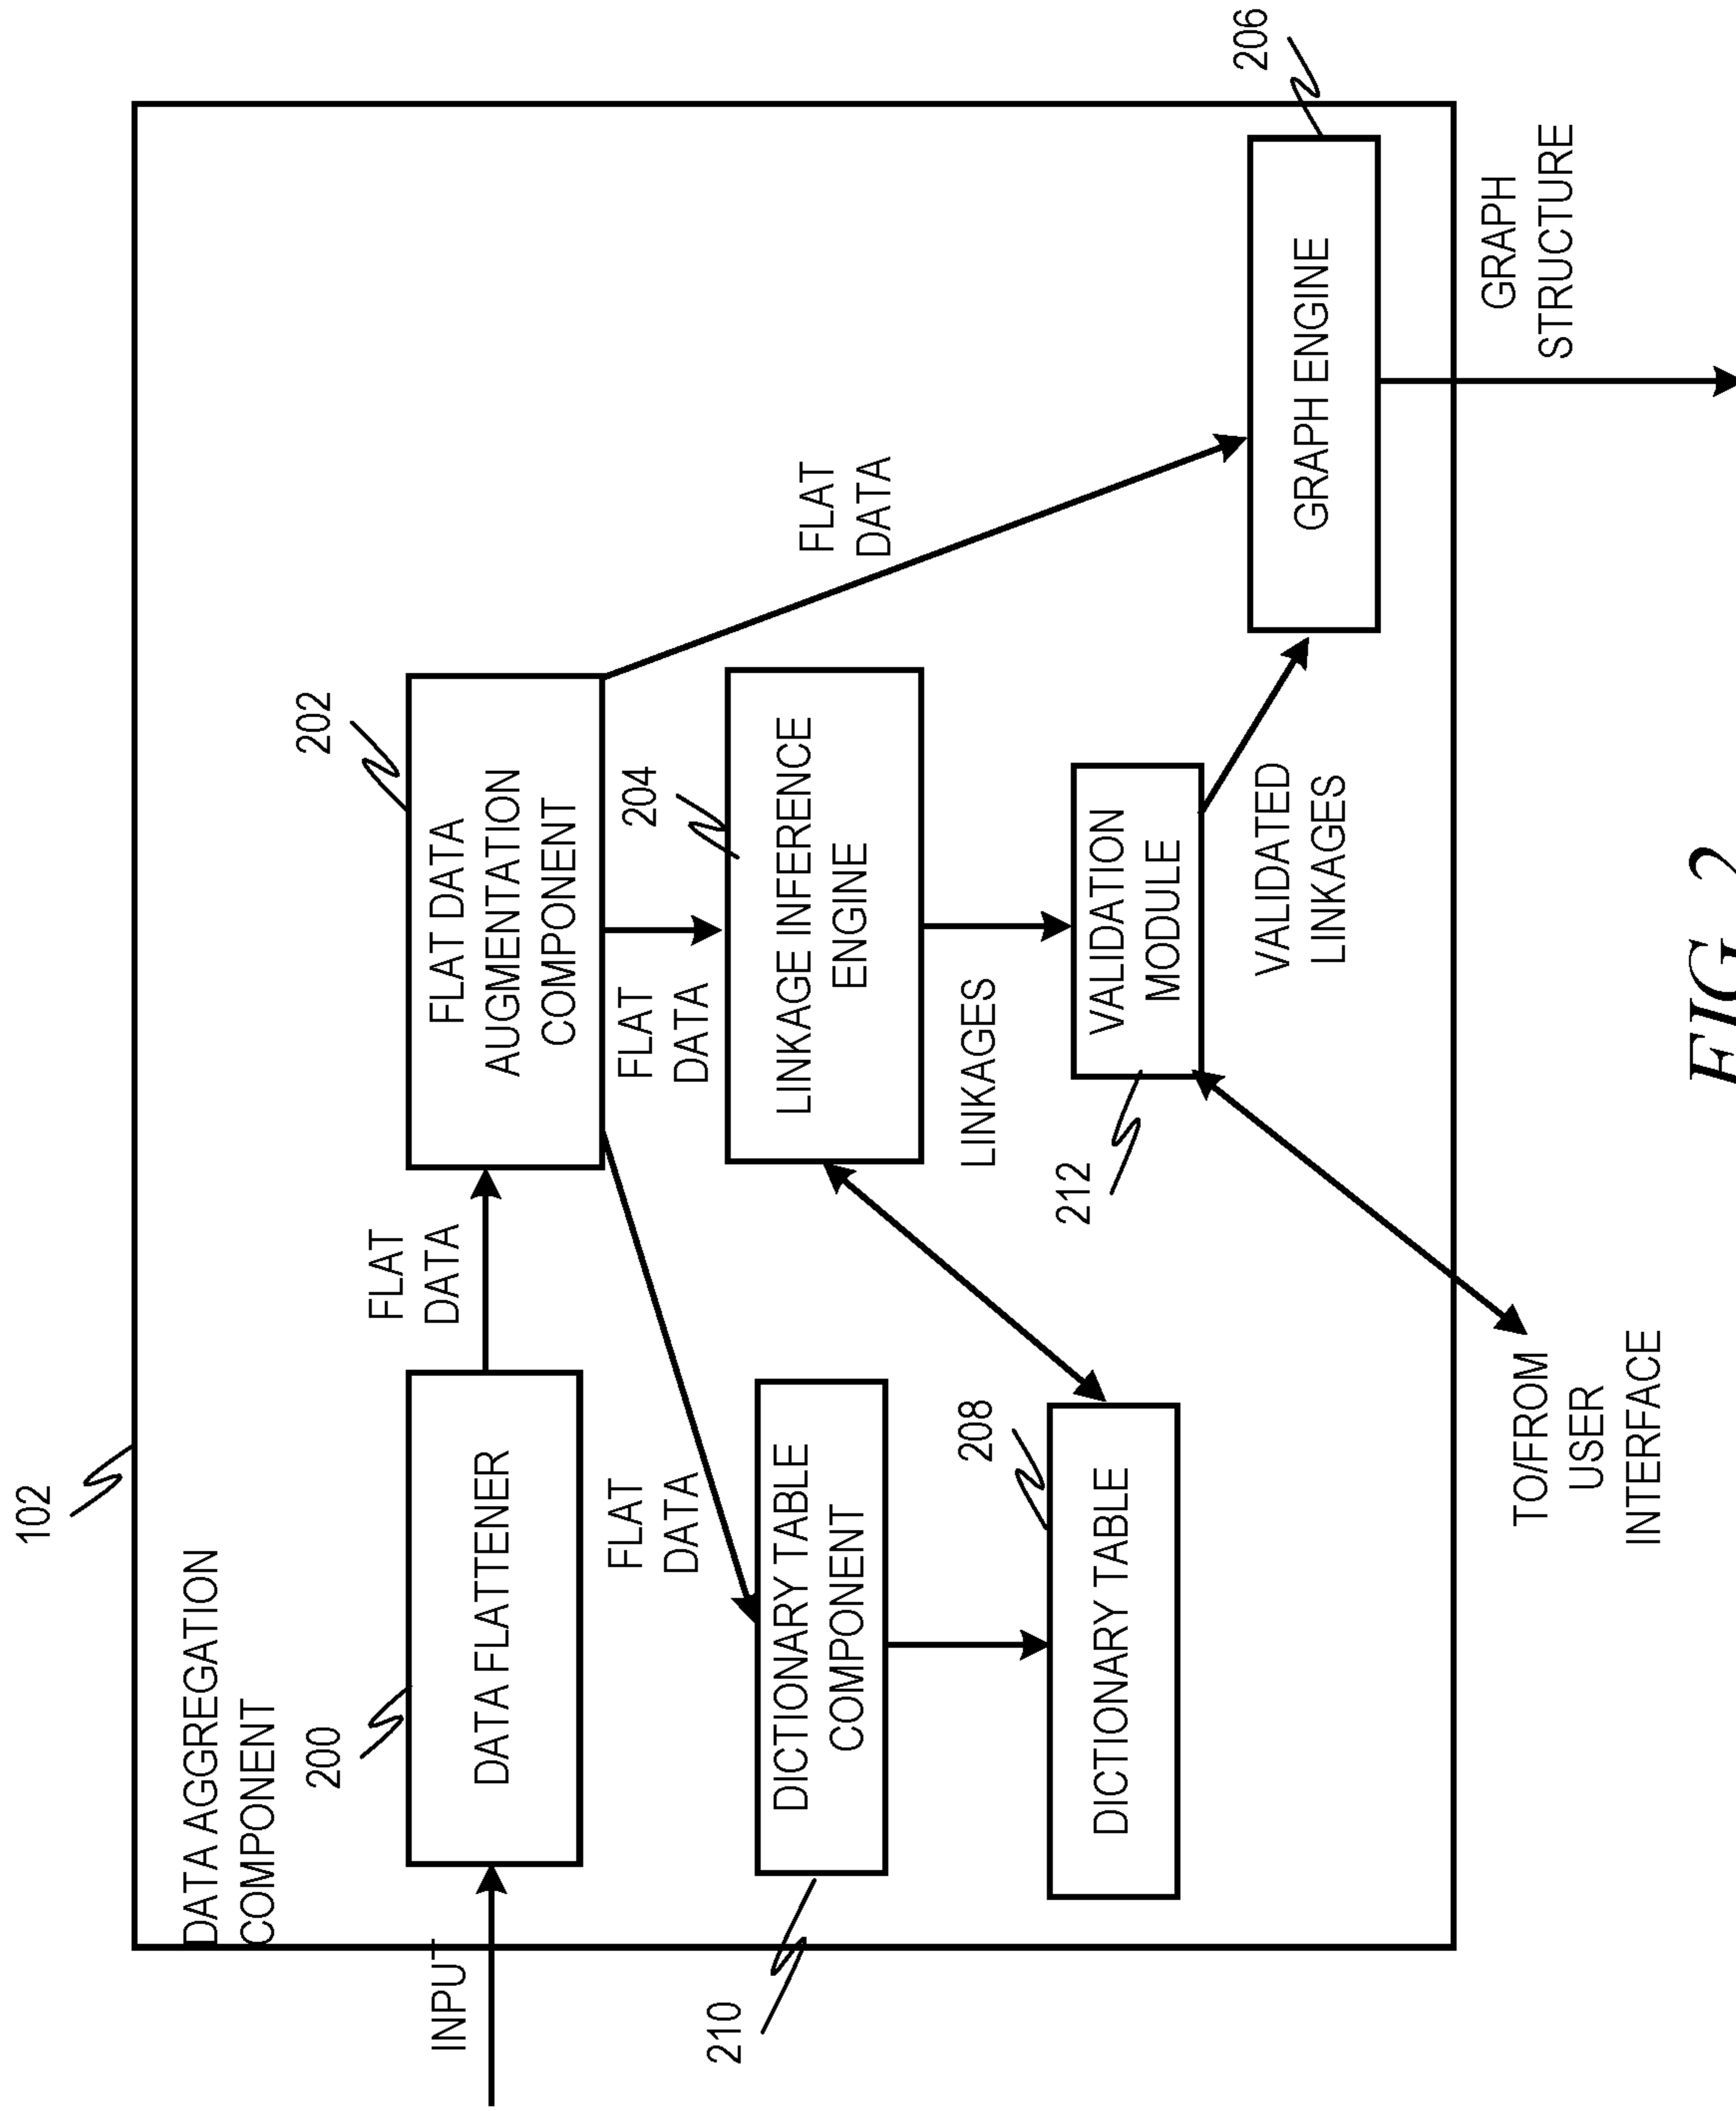 102
DATA AGGREGATION
COMPONENT
200
202
INPUT
DATA FLATTENER
FLAT
DATA
FLAT DATA
AUGMENTATION
COMPONENT
FLAT
DATA
FLAT
DATA
204
FLAT
DATA
210
DICTIONARY TABLE
COMPONENT
LINKAGE INFERENCE
ENGINE
208
LINKAGES
DICTIONARY TABLE
212
VALIDATION
MODULE
VALIDATED
LINKAGES
206
GRAPH ENGINE
GRAPH
STRUCTURE
TO/FROM
USER
INTERFACE
FIG. 2